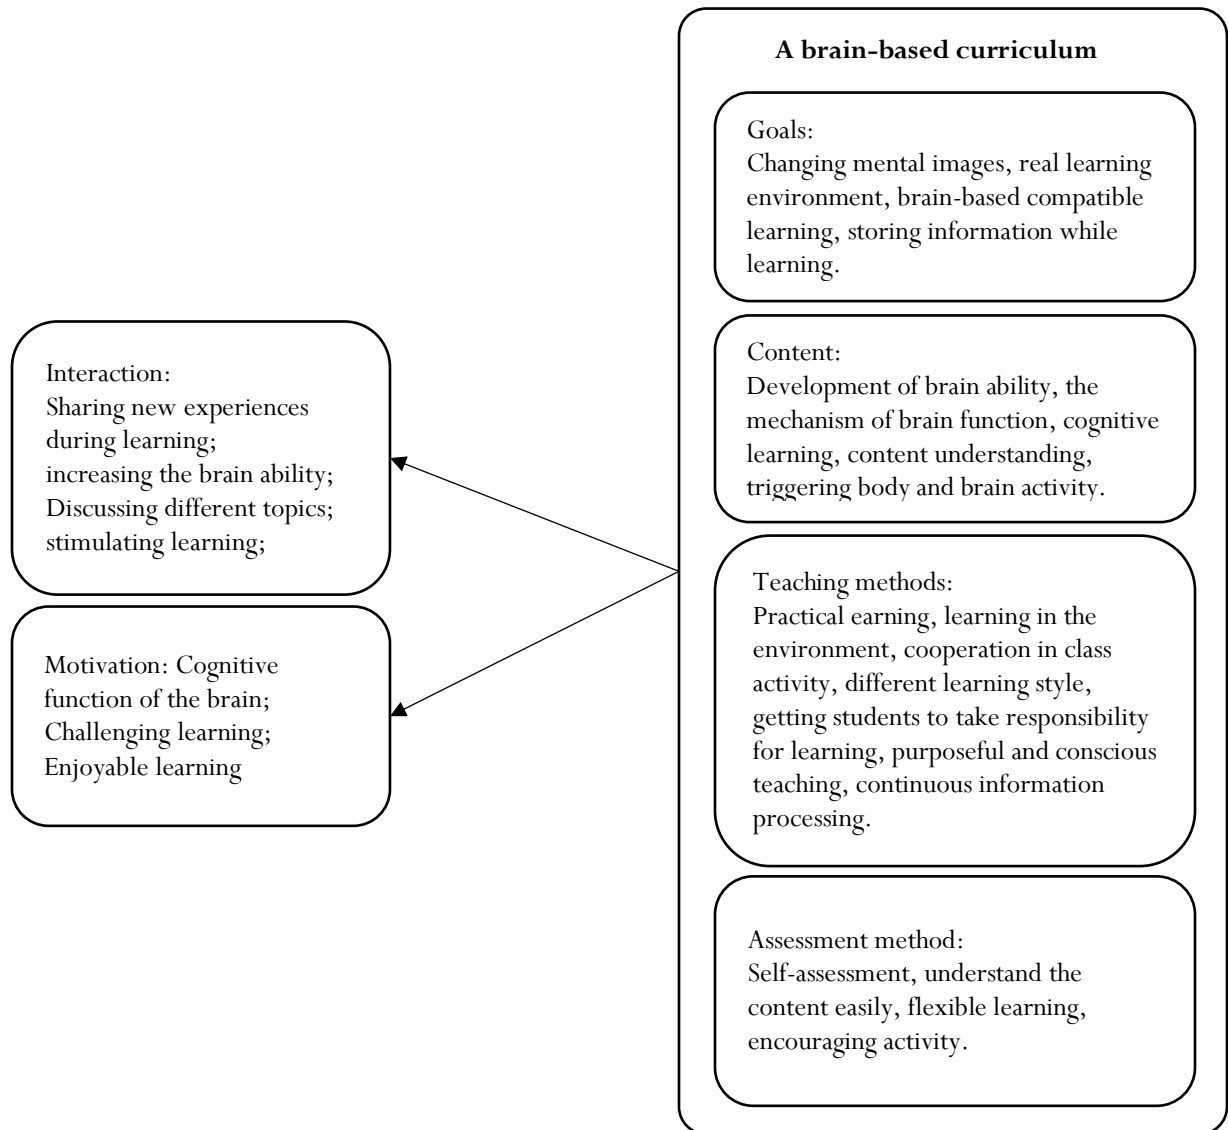 A brain-based curriculum
Goals:
Changing mental images, real learning
environment, brain-based compatible
learning, storing information while
learning.
Content:
Development of brain ability, the
mechanism of brain function, cognitive
learning, content understanding,
triggering body and brain activity.
Teaching methods:
Practical earning, learning in the
environment, cooperation in class
activity, different learning style,
getting students to take responsibility
for learning, purposeful and conscious
teaching, continuous information
processing.
Assessment method:
Self-assessment, understand the
content easily, flexible learning,
encouraging activity.
Interaction:
Sharing new experiences
during learning;
increasing the brain ability;
Discussing different topics;
stimulating learning;
Motivation: Cognitive
function of the brain;
Challenging learning;
Enjoyable learning